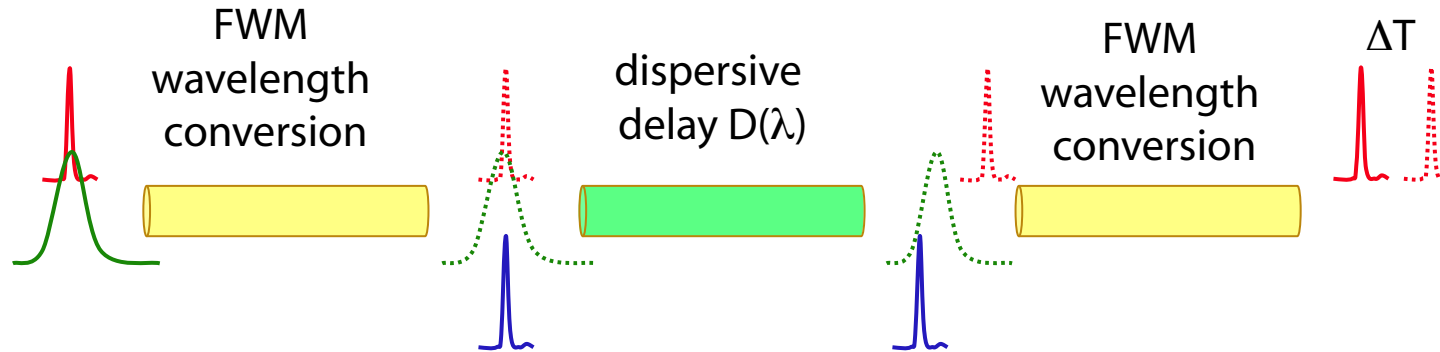 FWM
wavelength
conversion
dispersive
delay D(λ)
FWM
wavelength
conversion
ΔT